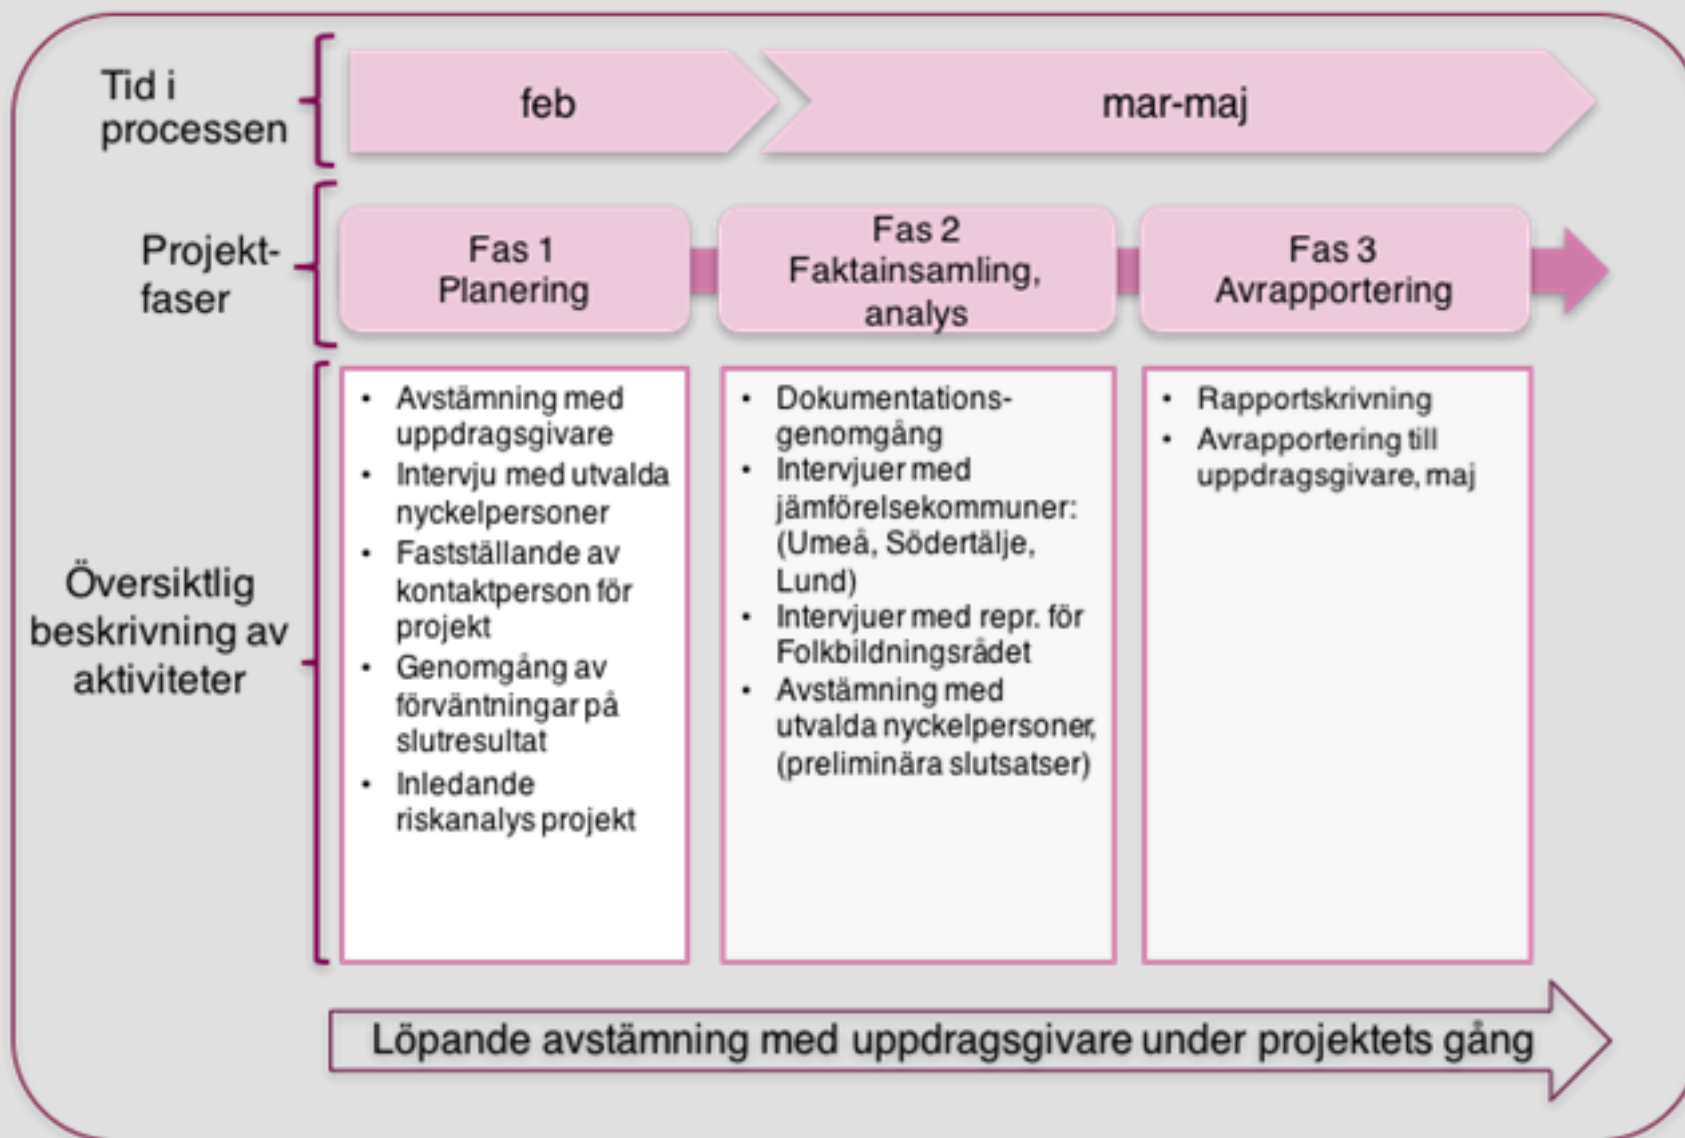 Tid i
processen
feb
mar-maj
Projekt-
faser
Fas 1
Planering
Fas 2
Faktainsamling,
analys
Fas 3
Avrapportering
Översiktlig
beskrivning av
aktiviteter
• Avstämning med
uppdragsgivare
• Intervju med utvalda
nyckelpersoner
• Fastställande av
kontaktperson för
projekt
• Genomgång av
förväntningar på
slutresultat
• Inledande
riskanalys projekt
• Dokumentations-
genomgång
• Intervjuer med
jämförelsekommuner:
(Umeå, Södertälje,
Lund)
• Intervjuer med repr. för
Folkbildningsrådet
• Avstämning med
utvalda nyckelpersoner,
(preliminära slutsatser)
• Rapportskrivning
• Avrapportering till
uppdragsgivare, maj
Löpande avstämning med uppdragsgivare under projektets gång